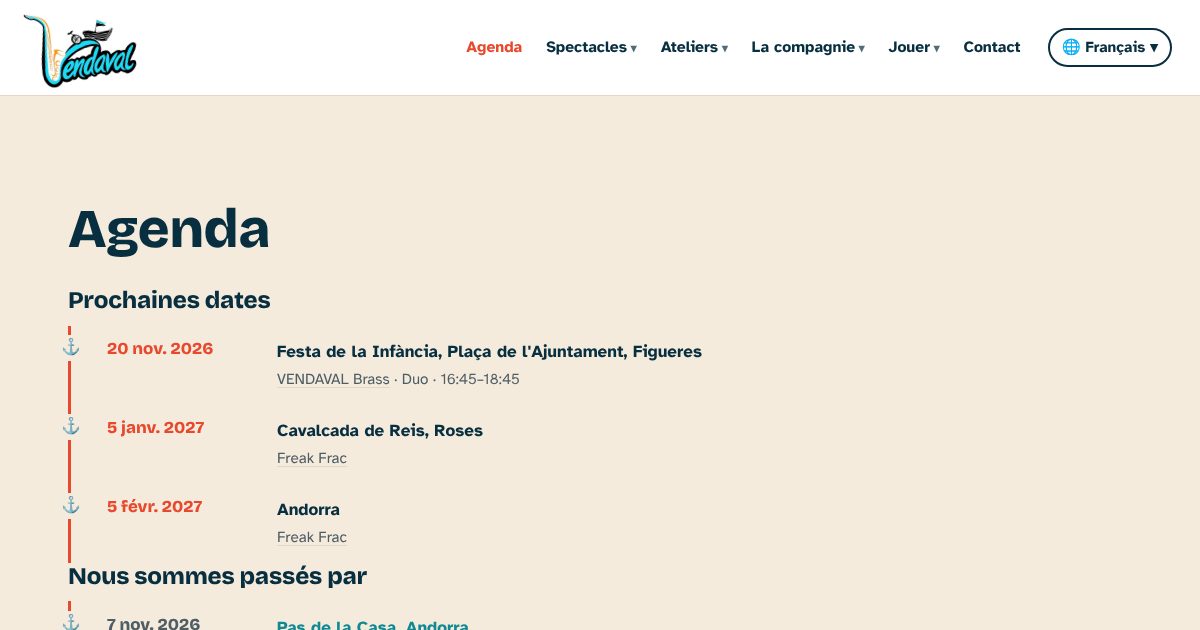 Vendaval
Agenda Spectacles ▾ Ateliers ▾ La compagnie ▾ Jouer ▾ Contact 🌐 Français ▾
Agenda
Prochaines dates
20 nov. 2026
Festa de la Infància, Plaça de l'Ajuntament, Figueres
VENDAVAL Brass · Duo · 16:45–18:45
5 janv. 2027
Cavalcada de Reis, Roses
Freak Frac
5 févr. 2027
Andorra
Freak Frac
Nous sommes passés par
7 nov. 2026
Pas de la Casa, Andorra